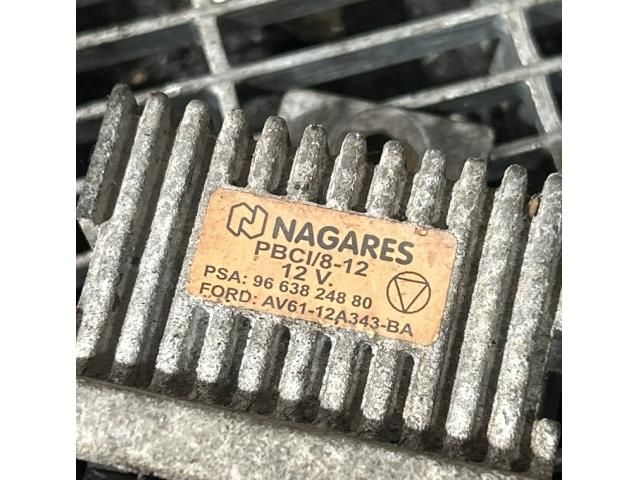 NAGARES
PBCI/8-12
12 V.
PSA: 96 638 248 80
FORD: AV61-12A343-BA